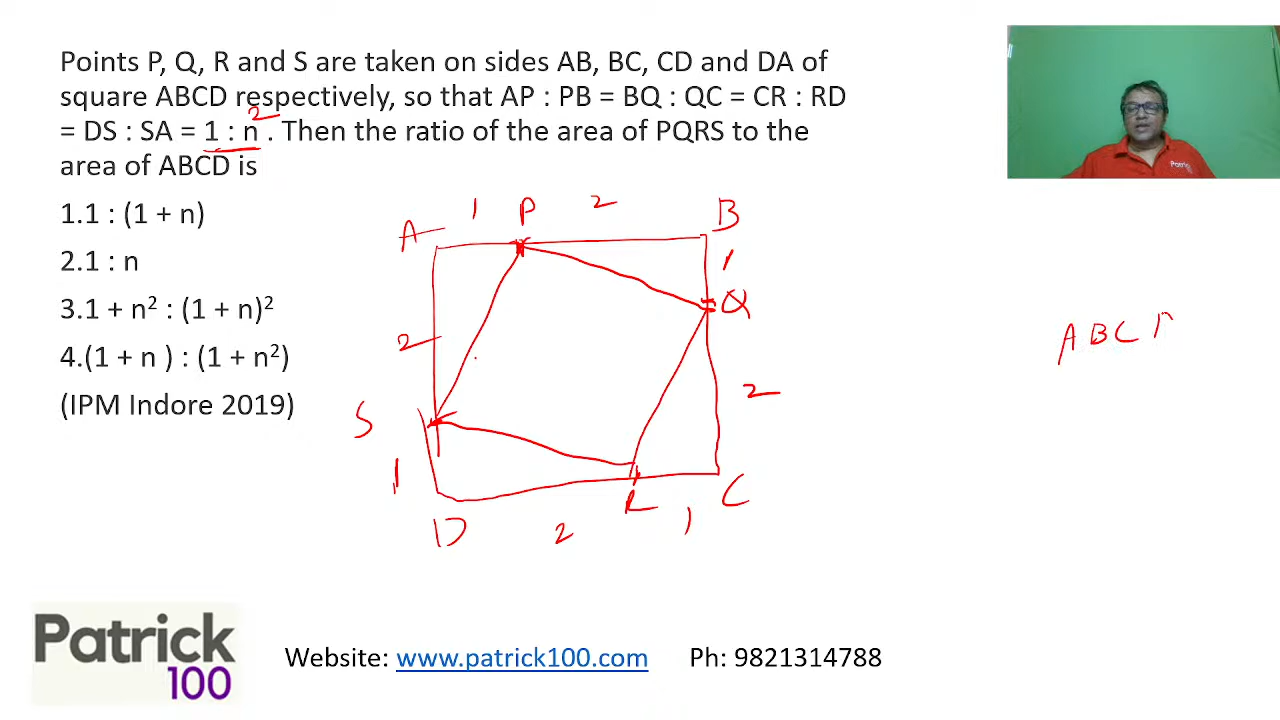 Points P, Q, R and S are taken on sides AB, BC, CD and DA of
square ABCD respectively, so that AP : PB = BQ : QC = CR : RD
2
= DS : SA = 1 : n . Then the ratio of the area of PQRS to the
area of ABCD is
1.1 : (1 + n)
2.1 : n
3.1 + n² : (1 + n)²
4.(1 + n ) : (1 + n²)
(IPM Indore 2019)
A 1 P 2 B
1
Q
2
2
S
1
D 2 R 1 C
A B C
Patrick
Patrick
100
Website: www.patrick100.com Ph: 9821314788